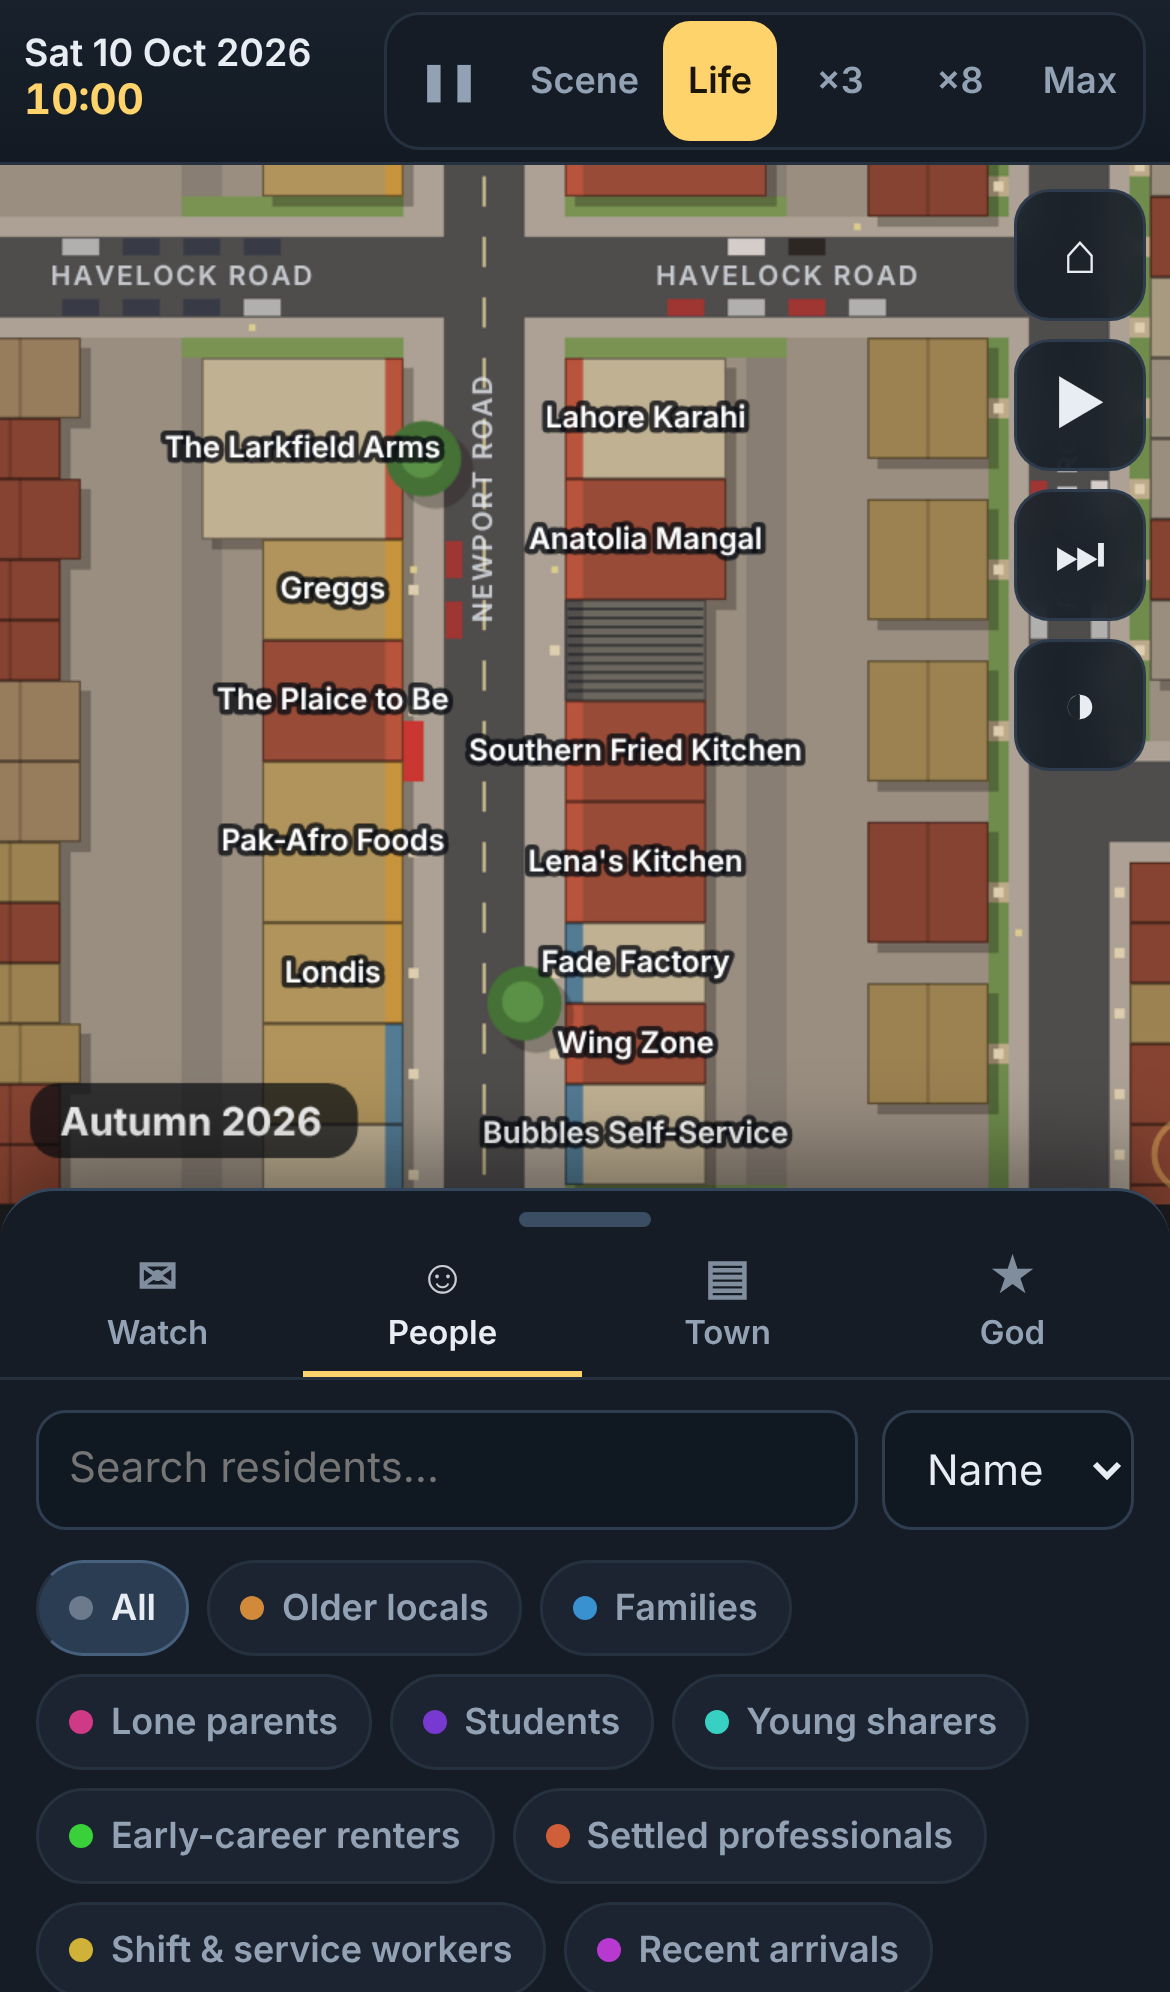 Sat 10 Oct 2026
10:00
Scene
Life
×3
×8
Max
HAVELOCK ROAD
HAVELOCK ROAD
NEWPORT ROAD
The Larkfield Arms
Lahore Karahi
Anatolia Mangal
Greggs
The Plaice to Be
Southern Fried Kitchen
Pak-Afro Foods
Lena's Kitchen
Londis
Fade Factory
Wing Zone
Bubbles Self-Service
Autumn 2026
Watch
People
Town
God
Search residents...
Name
All
Older locals
Families
Lone parents
Students
Young sharers
Early-career renters
Settled professionals
Shift & service workers
Recent arrivals